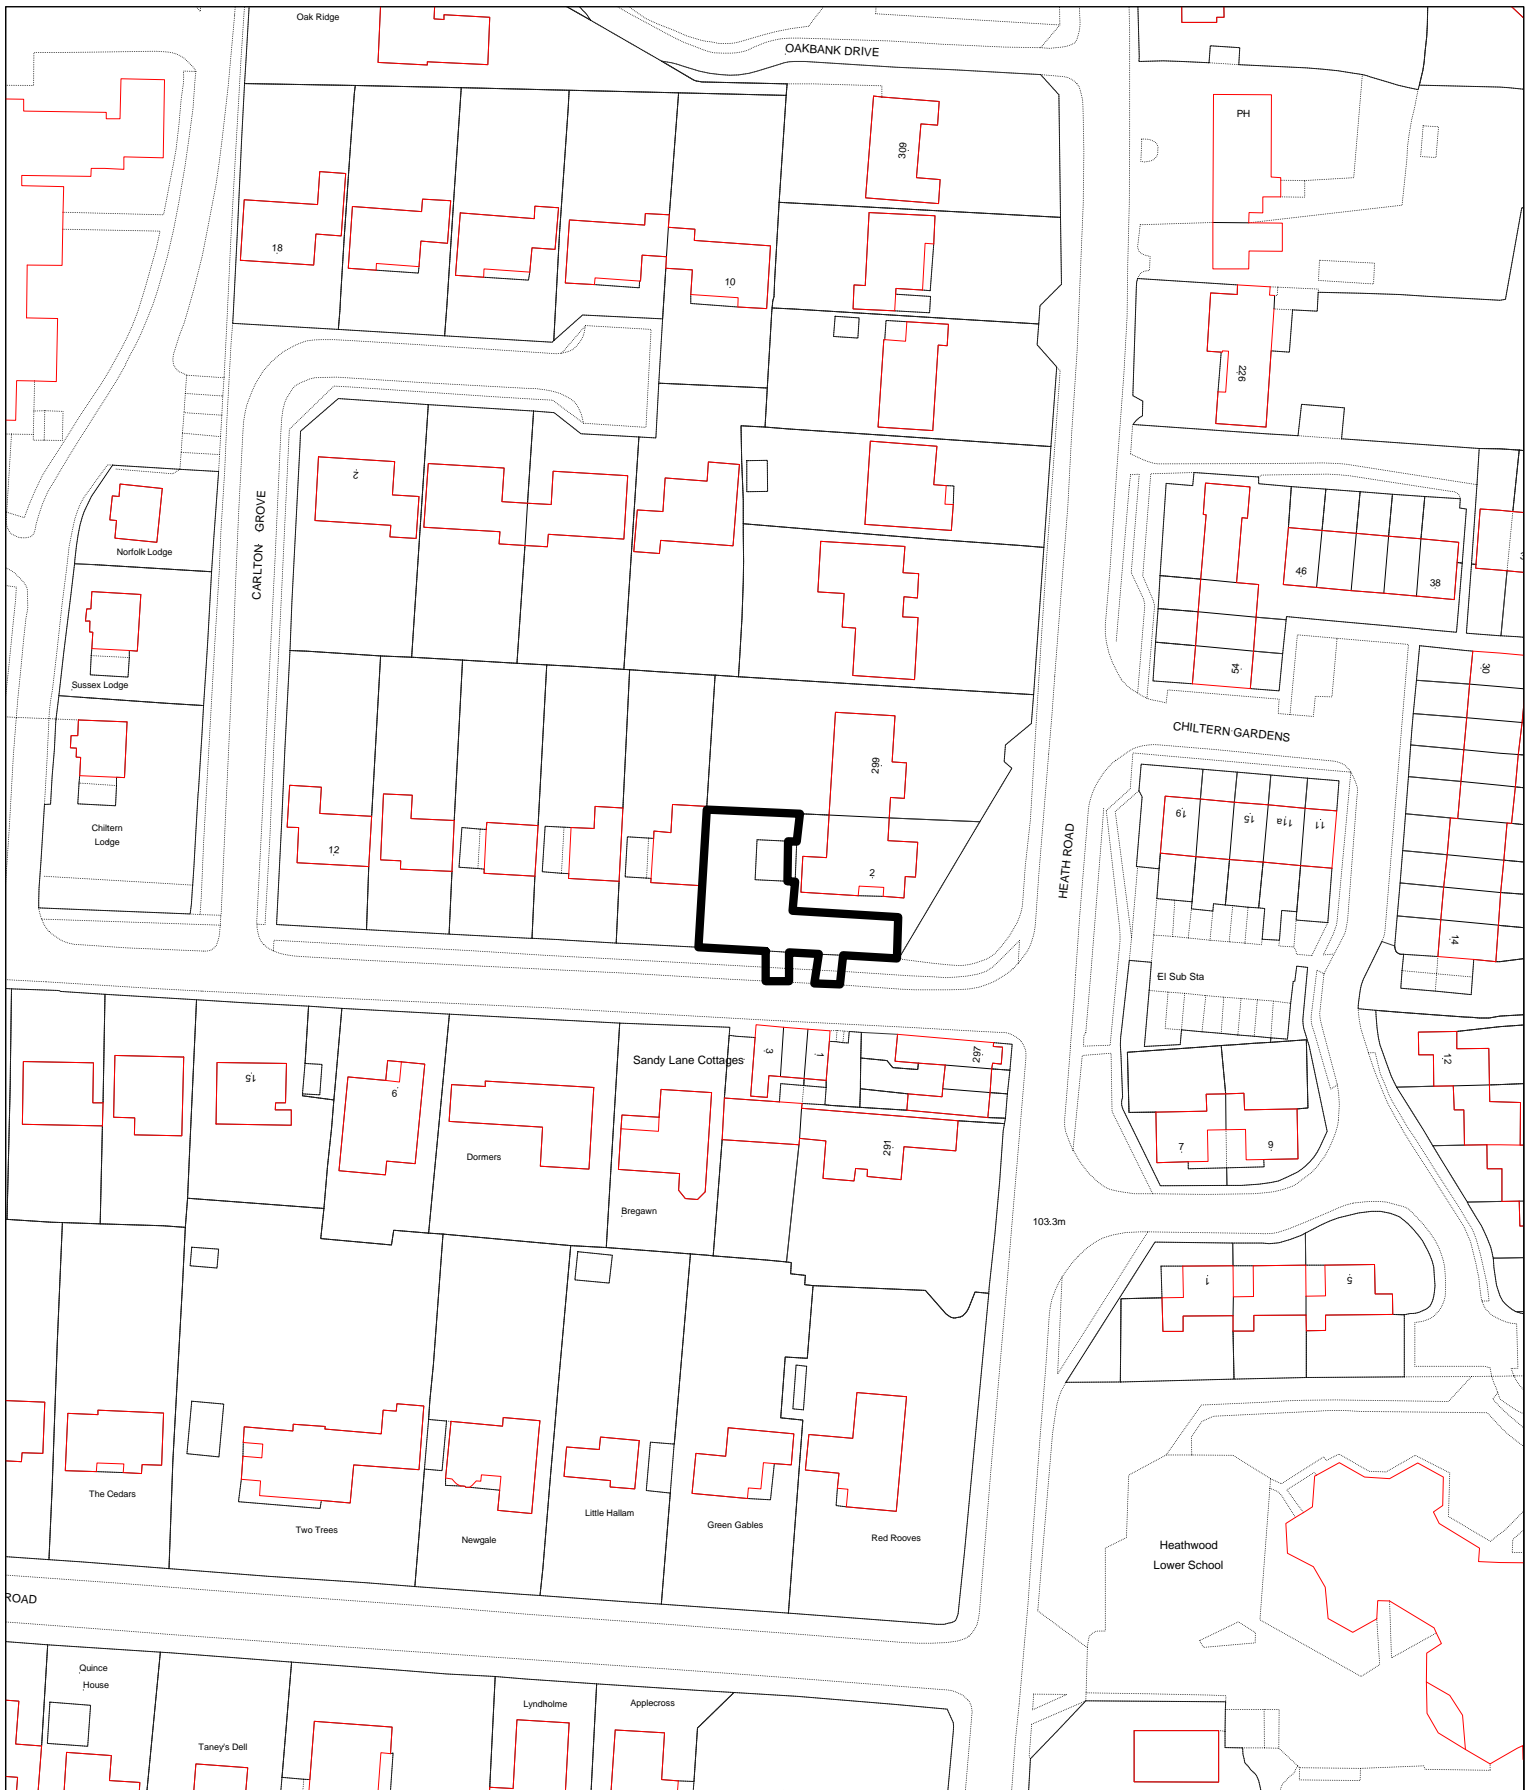 Oak Ridge
OAKBANK DRIVE
PH
309
18
10
226
2
CARLTON GROVE
Norfolk Lodge
46
38
54
30
Sussex Lodge
CHILTERN GARDENS
299
Chiltern
Lodge
12
2
HEATH ROAD
19
15
11a
11
14
El Sub Sta
Sandy Lane Cottages
3
1
297
12
15
9
Dormers
291
7
9
Bregawn
103.3m
1
5
The Cedars
Two Trees
Newgale
Little Hallam
Green Gables
Red Rooves
Heathwood
Lower School
ROAD
Quince
House
Lyndholme
Applecross
Taney's Dell